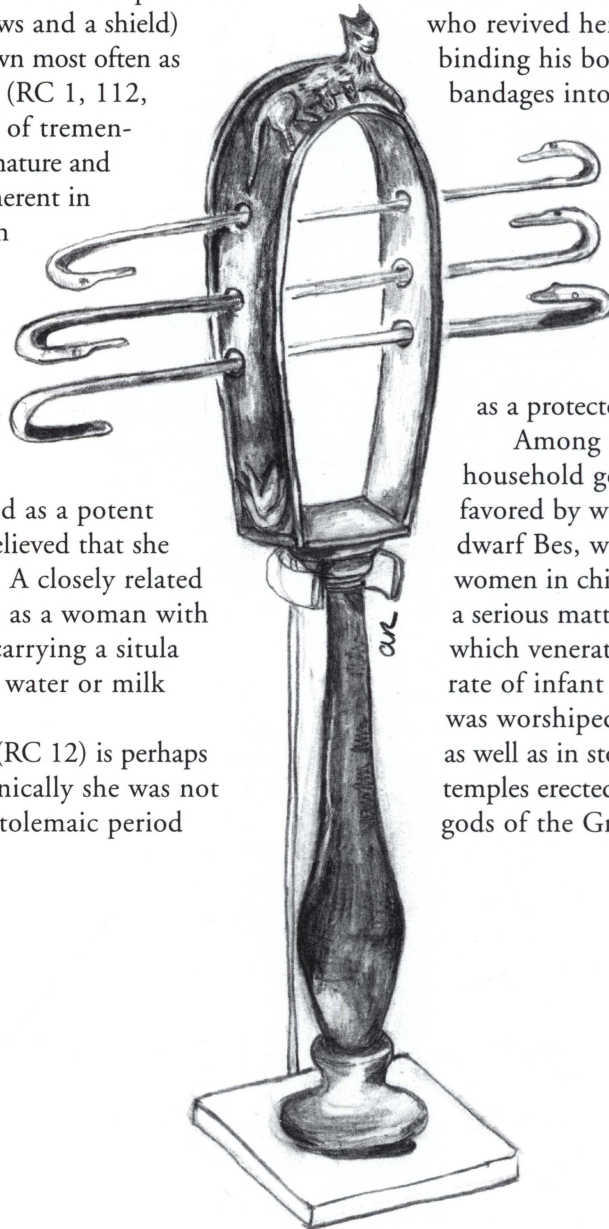 ws and a shield)
wn most often as
(RC 1, 112,
of tremen-
nature and
herent in
n
d as a potent
elieved that she
A closely related
as a woman with
carrying a situla
water or milk
(RC 12) is perhaps
nically she was not
tolemaic period
who revived her
binding his bo
bandages into
as a protecto
Among
household go
favored by w
dwarf Bes, w
women in chi
a serious matt
which venerat
rate of infant
was worshiped
as well as in sto
temples erected
gods of the Gr